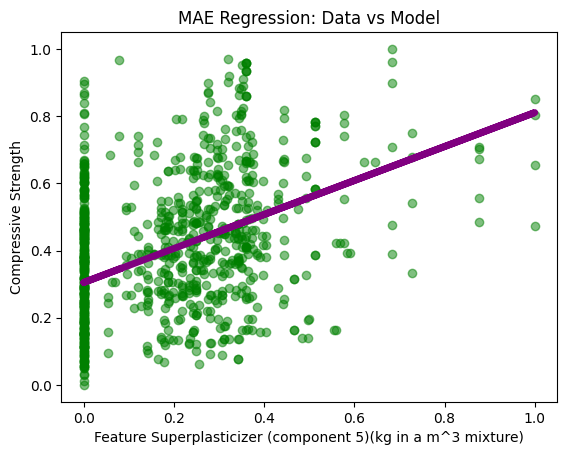 MAE Regression: Data vs Model
Compressive Strength
1.0
0.8
0.6
0.4
0.2
0.0
0.0 0.2 0.4 0.6 0.8 1.0
Feature Superplasticizer (component 5)(kg in a m^3 mixture)